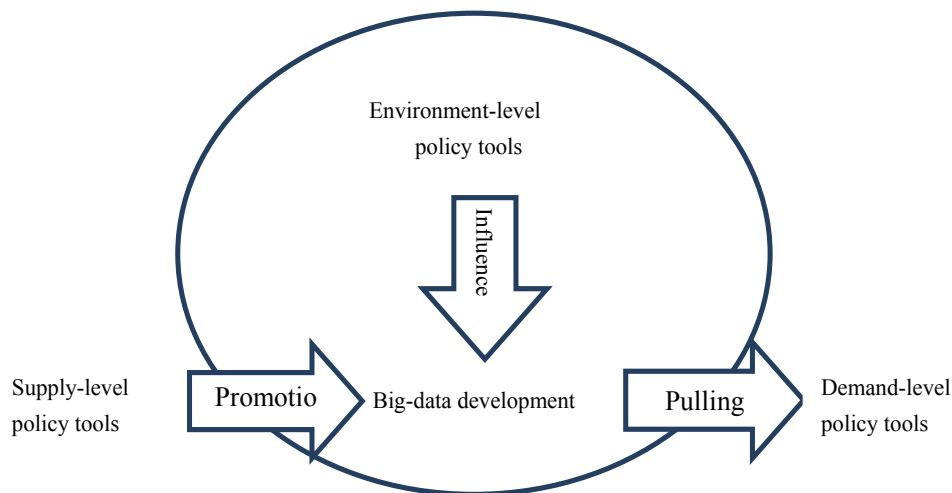 Environment-level
policy tools
Influence
Supply-level
policy tools
Promotio
Big-data development
Pulling
Demand-level
policy tools